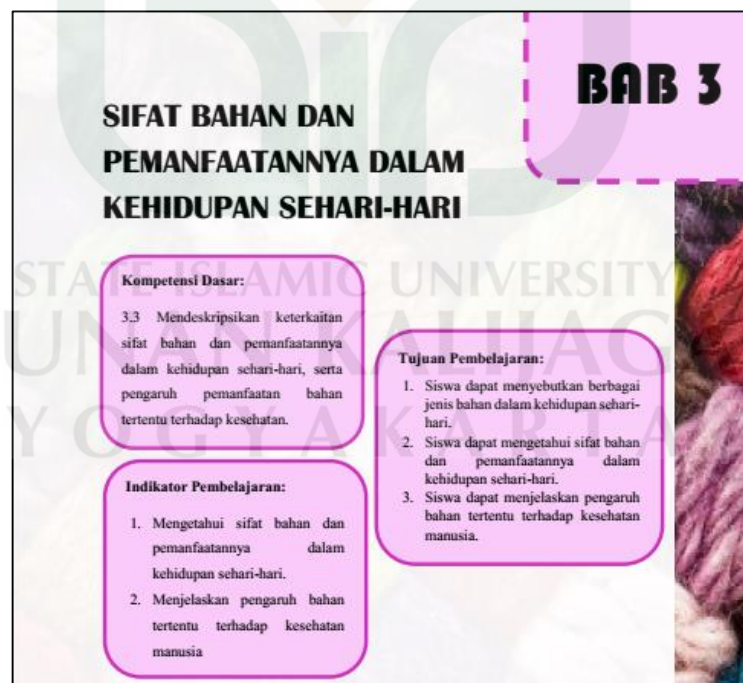 BAB 3
SIFAT BAHAN DAN
PEMANFAATANNYA DALAM
KEHIDUPAN SEHARI-HARI
Kompetensi Dasar:
3.3 Mendeskripsikan keterkaitan
sifat bahan dan pemanfaatannya
dalam kehidupan sehari-hari, serta
pengaruh pemanfaatan bahan
tertentu terhadap kesehatan.
Indikator Pembelajaran:
1. Mengetahui sifat bahan dan
pemanfaatannya dalam
kehidupan sehari-hari.
2. Menjelaskan pengaruh bahan
tertentu terhadap kesehatan
manusia
Tujuan Pembelajaran:
1. Siswa dapat menyebutkan berbagai
jenis bahan dalam kehidupan sehari-
hari.
2. Siswa dapat mengetahui sifat bahan
dan pemanfaatannya dalam
kehidupan sehari-hari.
3. Siswa dapat menjelaskan pengaruh
bahan tertentu terhadap kesehatan
manusia.
STATE ISLAMIC UNIVERSITY
UNAN KALIJAG
YOGYAKARTA